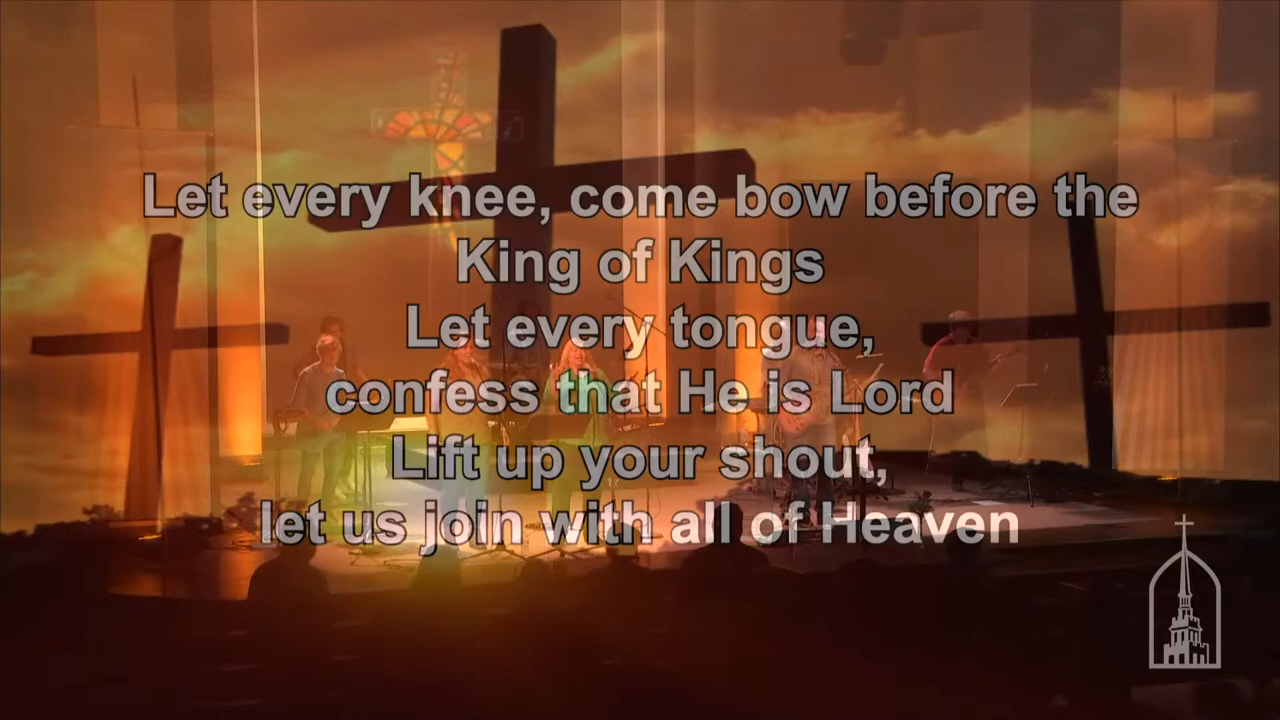 Let every knee, come bow before the
King of Kings
Let every tongue,
confess that He is Lord
Lift up your shout,
let us join with all of Heaven